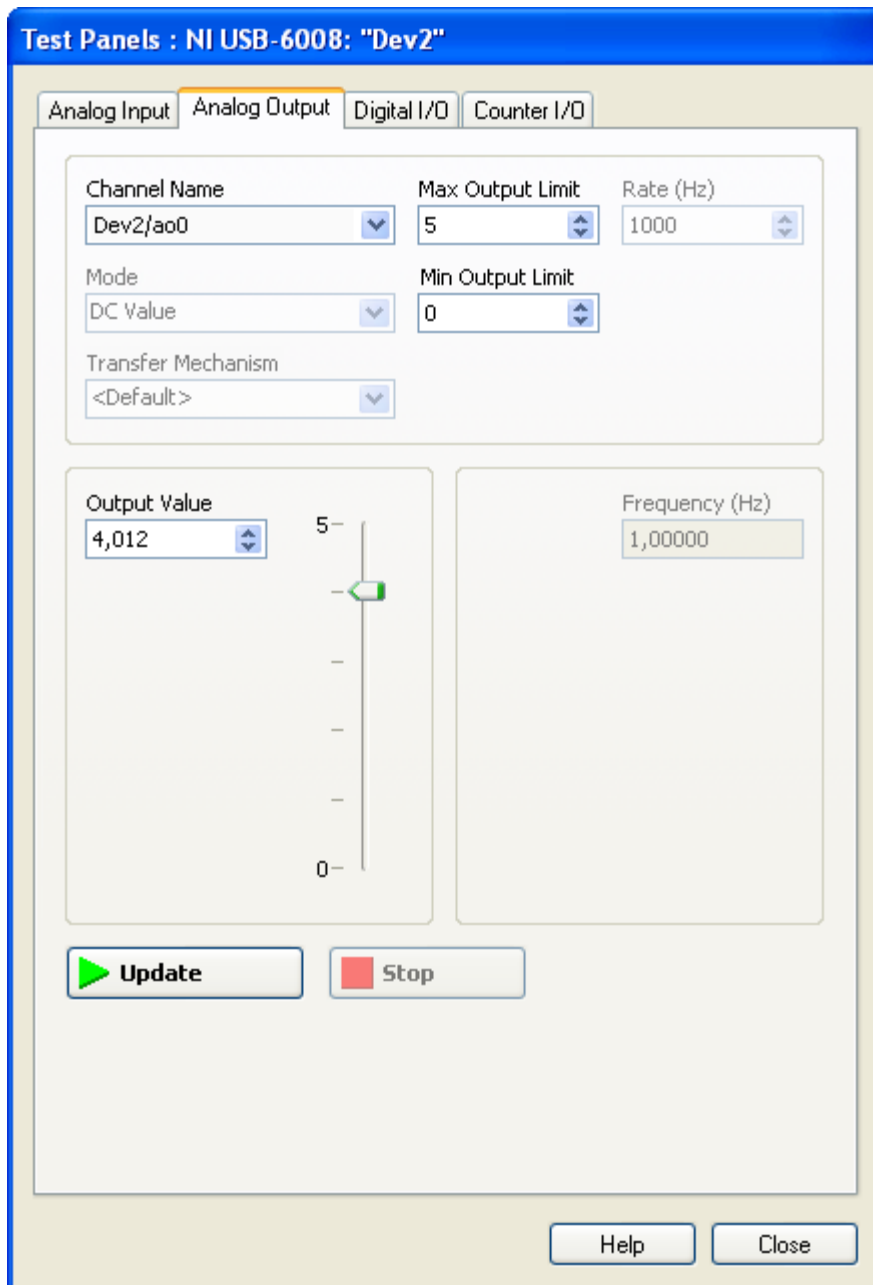 Test Panels : NI USB-6008: "Dev2"
Analog Input Analog Output Digital I/O Counter I/O
Channel Name Max Output Limit Rate (Hz)
Dev2/ao0 5 1000
Mode Min Output Limit
DC Value 0
Transfer Mechanism
<Default>
Output Value Frequency (Hz)
4,012 5 1,00000
0
Update Stop
Help Close